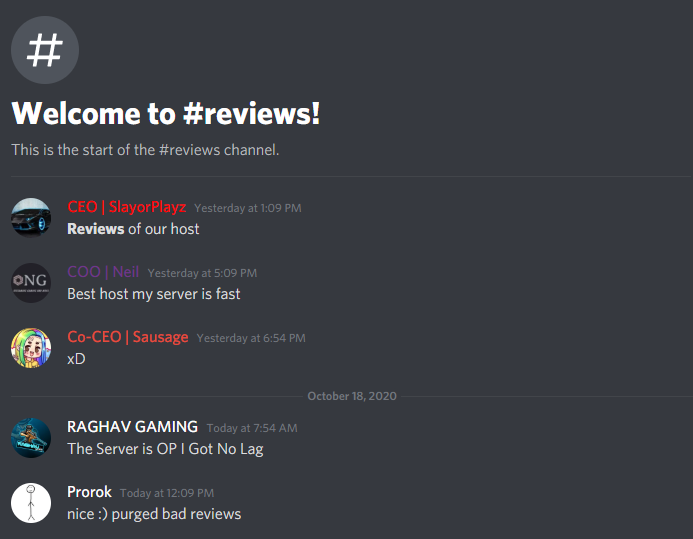 #
Welcome to #reviews!
This is the start of the #reviews channel.
CEO | SlayorPlayz Yesterday at 1:09 PM
Reviews of our host
NG
COO | Neil Yesterday at 5:09 PM
Best host my server is fast
Co-CEO | Sausage Yesterday at 6:54 PM
xD
October 18, 2020
RAGHAV GAMING Today at 7:54 AM
The Server is OP I Got No Lag
Prorok Today at 12:09 PM
nice :) purged bad reviews